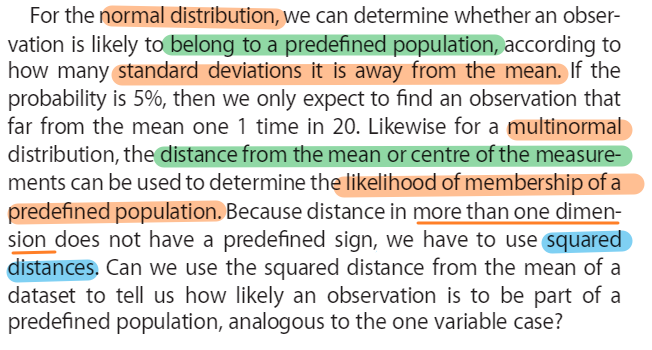 For the normal distribution, we can determine whether an obser-
vation is likely to belong to a predefined population, according to
how many standard deviations it is away from the mean. If the
probability is 5%, then we only expect to find an observation that
far from the mean one 1 time in 20. Likewise for a multinormal
distribution, the distance from the mean or centre of the measure-
ments can be used to determine the likelihood of membership of a
predefined population. Because distance in more than one dimen-
sion does not have a predefined sign, we have to use squared
distances. Can we use the squared distance from the mean of a
dataset to tell us how likely an observation is to be part of a
predefined population, analogous to the one variable case?